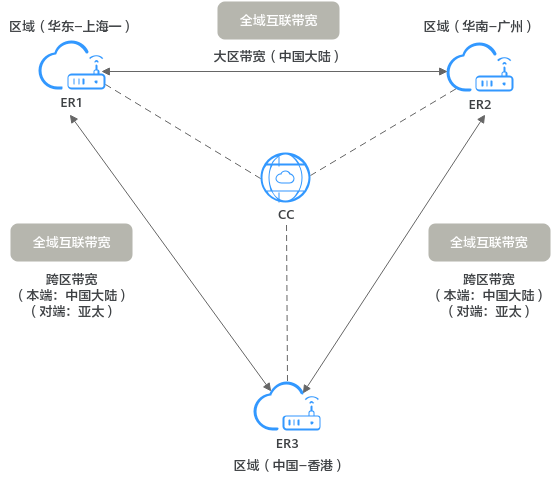 全域互联带宽
区域（华东-上海一）
区域（华南-广州）
大区带宽（中国大陆）
ER1
ER2
CC
全域互联带宽
跨区带宽
（本端：中国大陆）
（对端：亚太）
全域互联带宽
跨区带宽
（本端：中国大陆）
（对端：亚太）
ER3
区域（中国-香港）